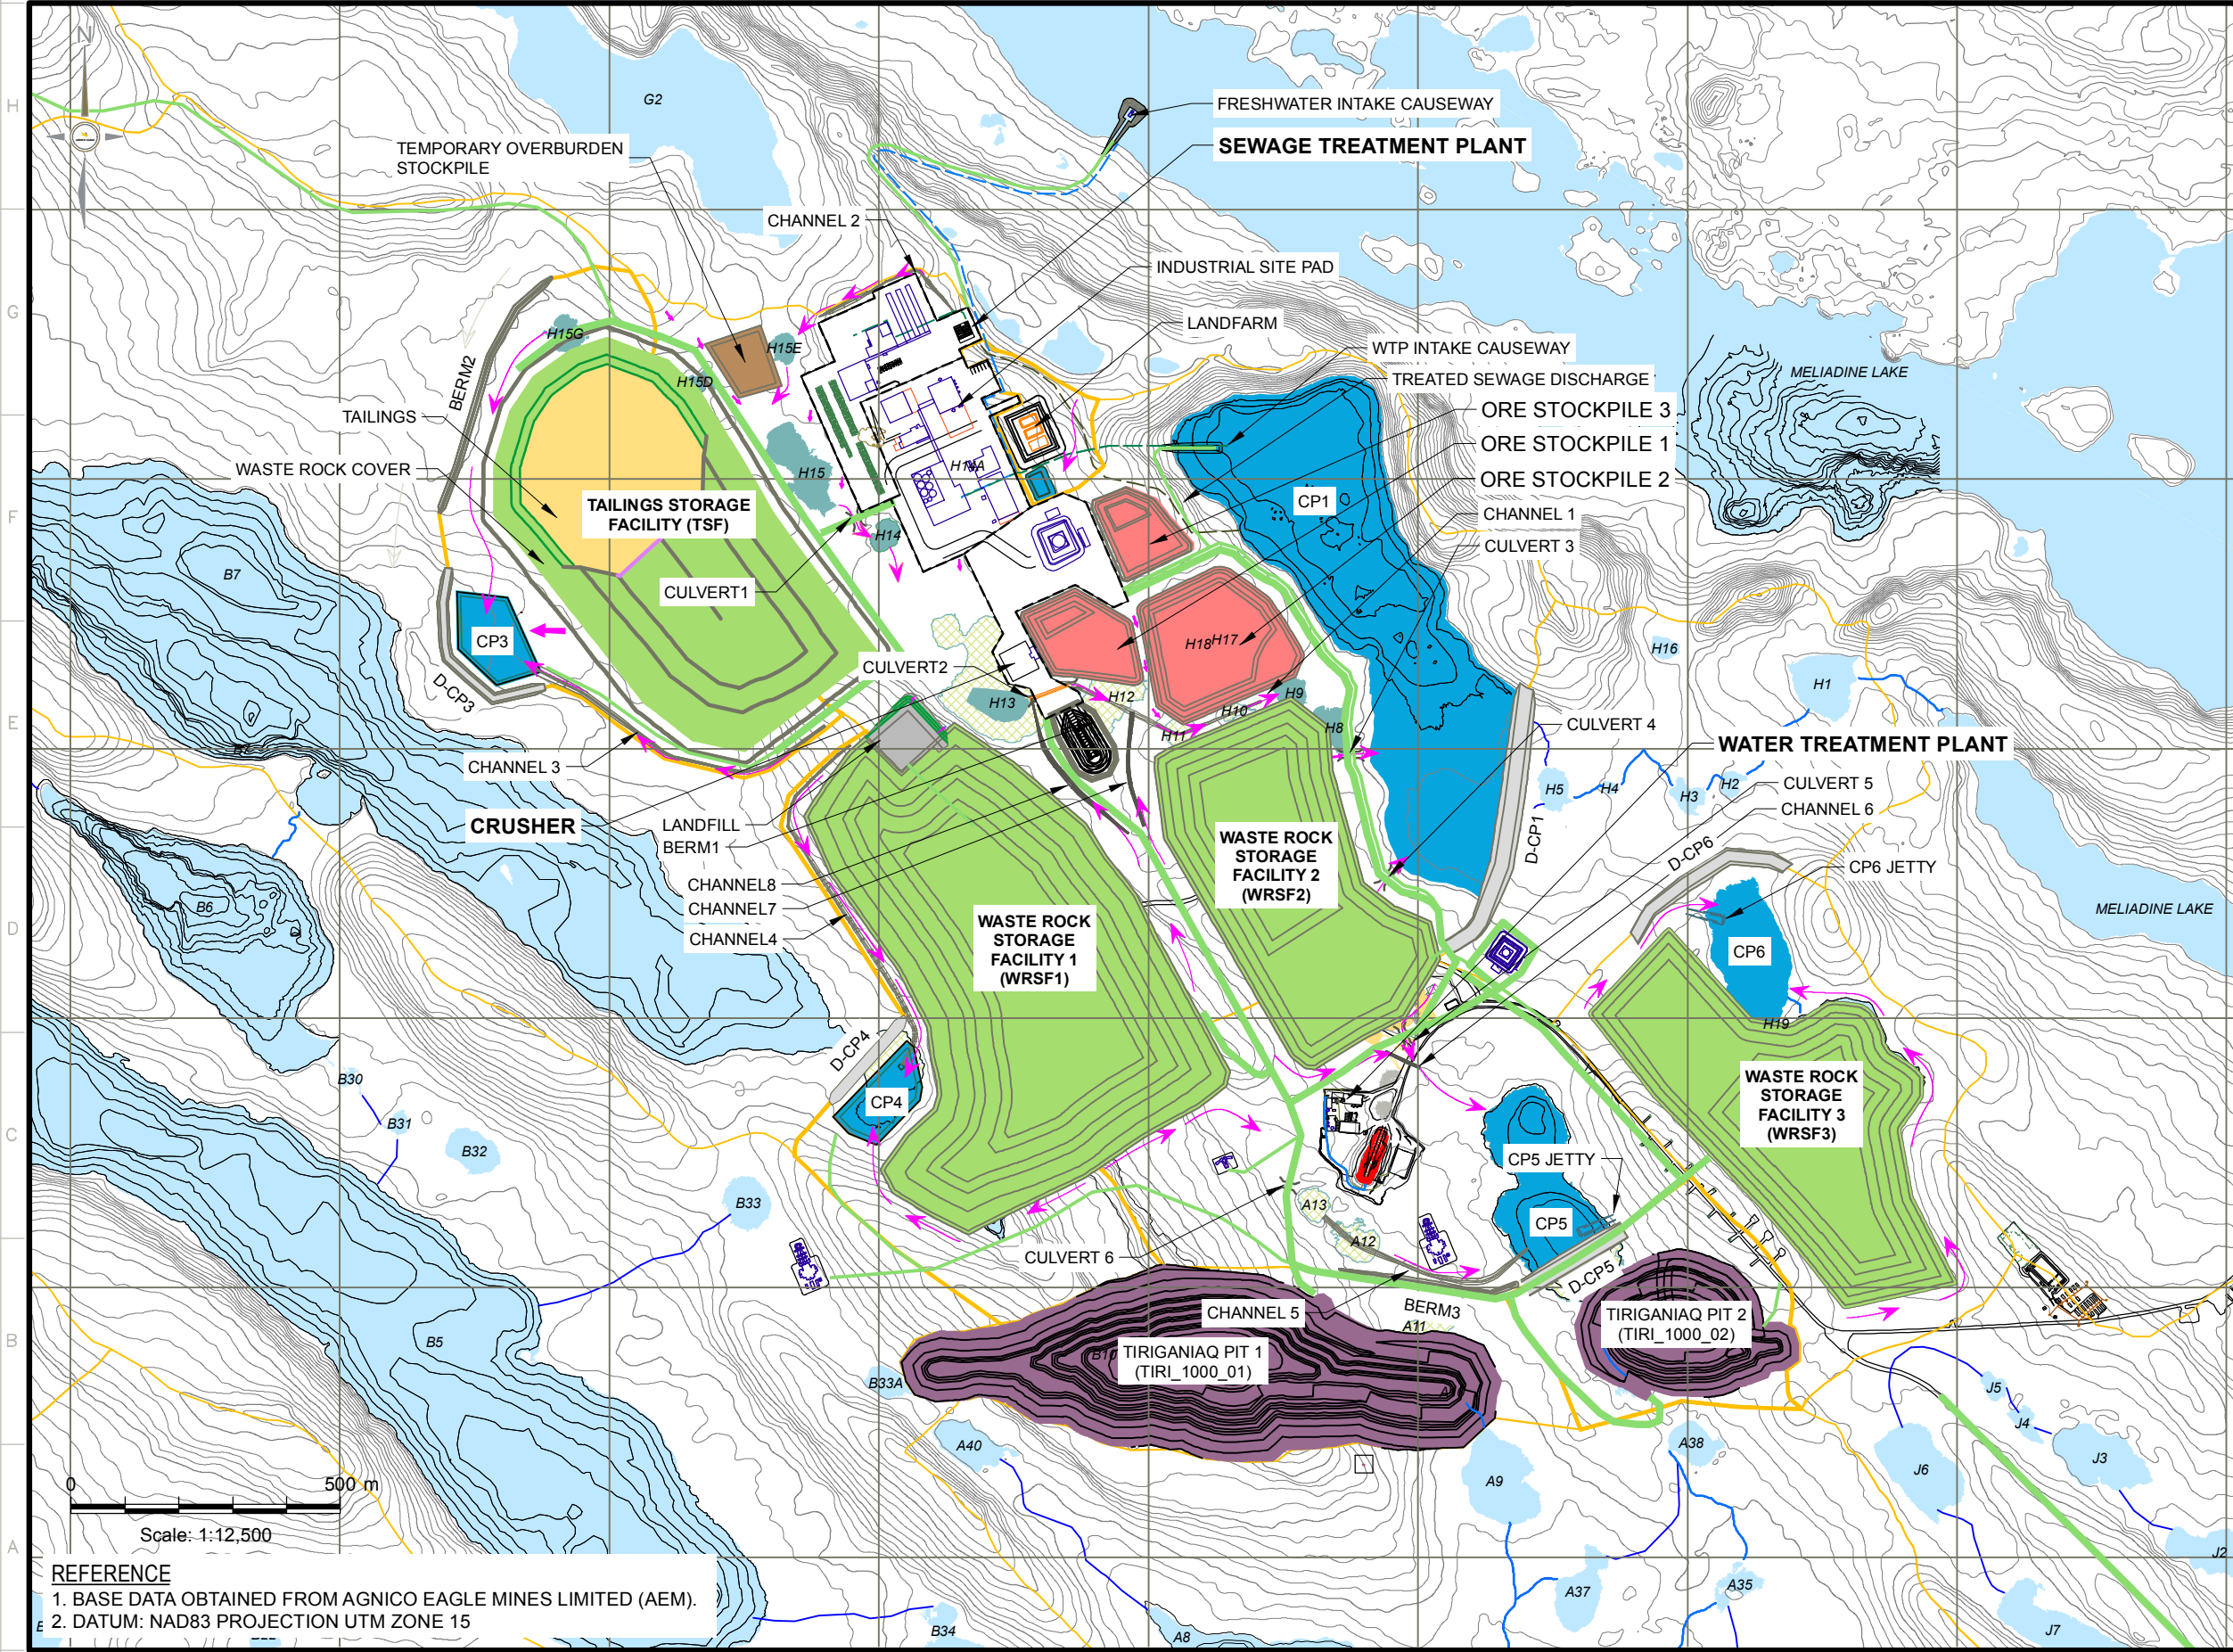 N
H
G
F
E
D
C
B
A
G2
FRESHWATER INTAKE CAUSEWAY
SEWAGE TREATMENT PLANT
TEMPORARY OVERBURDEN
STOCKPILE
CHANNEL 2
INDUSTRIAL SITE PAD
LANDFARM
WTP INTAKE CAUSEWAY
TREATED SEWAGE DISCHARGE
ORE STOCKPILE 3
ORE STOCKPILE 1
ORE STOCKPILE 2
CHANNEL 1
CULVERT 3
MELIADINE LAKE
H15G
H15E
H15D
BERM2
TAILINGS
WASTE ROCK COVER
H15
H14A
TAILINGS STORAGE
FACILITY (TSF)
CP1
H14
B7
CULVERT1
CP3
D-CP3
H18
H17
H16
CULVERT2
H13
H12
H9
H10
H11
H8
H1
CULVERT 4
WATER TREATMENT PLANT
CHANNEL 3
H5
H4
H3
H2
CULVERT 5
CHANNEL 6
CRUSHER
LANDFILL
BERM1
D-CP1
D-CP6
CP6 JETTY
WASTE ROCK
STORAGE
FACILITY 2
(WRSF2)
CHANNEL8
CHANNEL7
CHANNEL4
B6
MELIADINE LAKE
WASTE ROCK
STORAGE
FACILITY 1
(WRSF1)
CP6
H19
D-CP4
CP4
B30
B31
B32
B33
WASTE ROCK
STORAGE
FACILITY 3
(WRSF3)
CP5 JETTY
A13
A12
CP5
CULVERT 6
D-CP5
CHANNEL 5
BERM3
A11
TIRIGANIAQ PIT 2
(TIRI_1000_02)
B5
B10
TIRIGANIAQ PIT 1
(TIRI_1000_01)
B33A
A40
A9
A38
J5
J4
J3
J6
0 500 m
Scale: 1:12,500
A37
A35
J2
J7
REFERENCE
1. BASE DATA OBTAINED FROM AGNICO EAGLE MINES LIMITED (AEM).
2. DATUM: NAD83 PROJECTION UTM ZONE 15
B34
A8